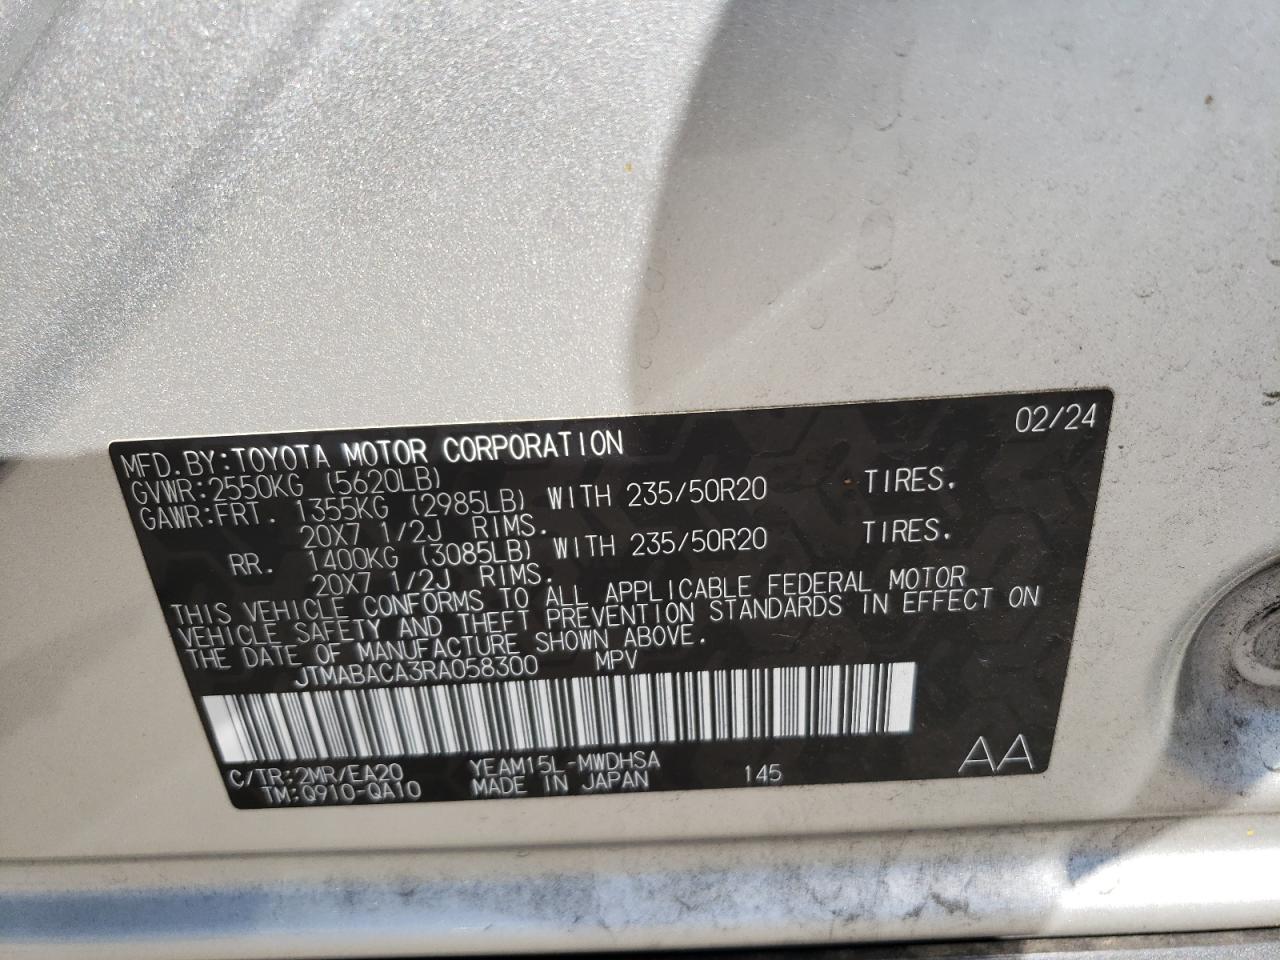 02/24
MFD.BY:TOYOTA MOTOR CORPORATION
GVWR:2550KG (5620LB)
GAWR:FRT. 1355KG (2985LB) WITH 235/50R20 TIRES.
20X7 1/2J RIMS.
RR. 1400KG (3085LB) WITH 235/50R20 TIRES.
20X7 1/2J RIMS.
THIS VEHICLE CONFORMS TO ALL APPLICABLE FEDERAL MOTOR
VEHICLE SAFETY AND THEFT PREVENTION STANDARDS IN EFFECT ON
THE DATE OF MANUFACTURE SHOWN ABOVE.
JTMABACA3RA058300 MPV
C/TR:2MR/EA20 YEAM15L-MWDHSA
TM:Q910-QA10 MADE IN JAPAN 145 AA